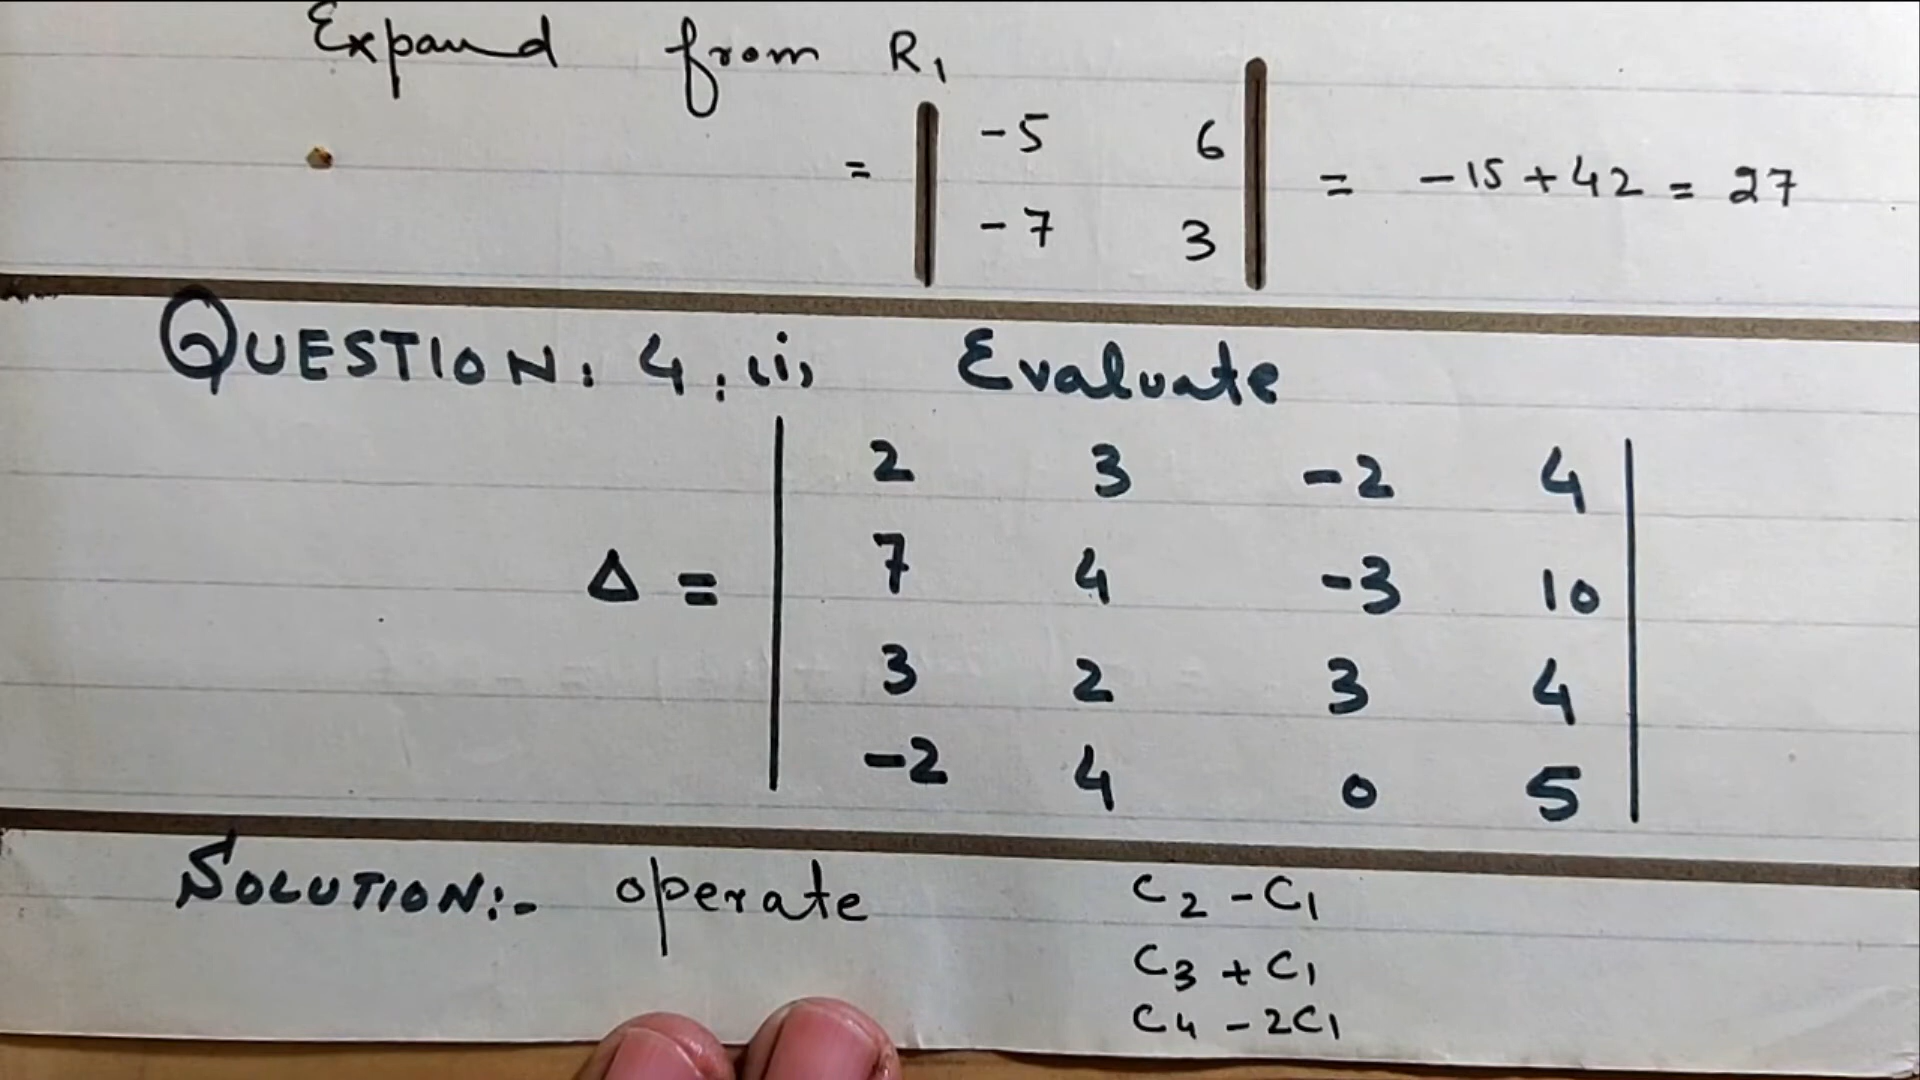 Expand from R₁
= | -5 6 | = -15 + 42 = 27
| -7 3 |
QUESTION: 4. (i) Evaluate
| 2 3 -2 4 |
Δ = | 7 4 -3 10 |
| 3 2 3 4 |
| -2 4 0 5 |
SOLUTION:- operate C₂ - C₁
C₃ + C₁
C₄ - 2C₁